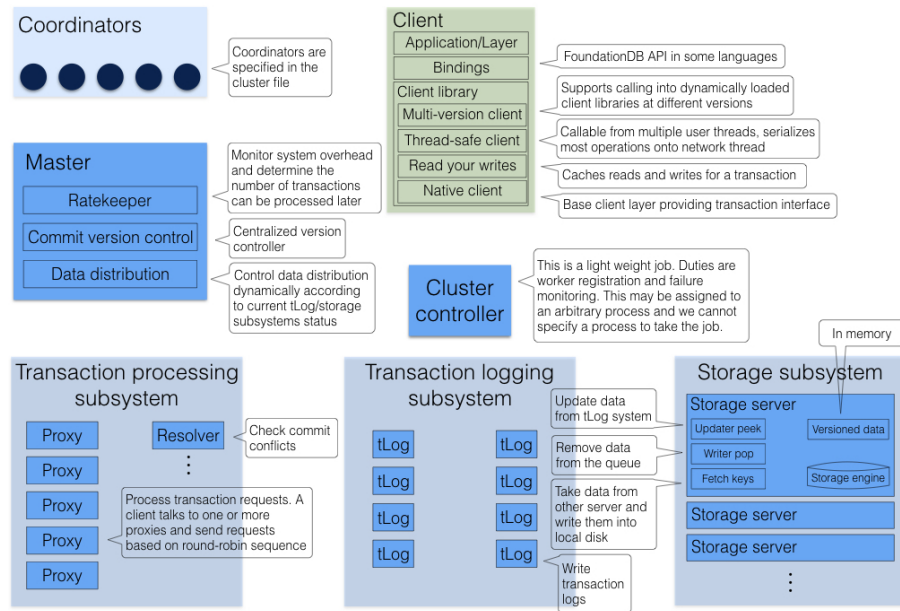 Coordinators
Coordinators are
specified in the
cluster file
Client
Application/Layer
Bindings
Client library
Multi-version client
Thread-safe client
Read your writes
Native client
FoundationDB API in some languages
Supports calling into dynamically loaded
client libraries at different versions
Callable from multiple user threads, serializes
most operations onto network thread
Caches reads and writes for a transaction
Base client layer providing transaction interface
Master
Ratekeeper
Commit version control
Data distribution
Monitor system overhead
and determine the
number of transactions
can be processed later
Centralized version
controller
Control data distribution
dynamically according
to current tLog/storage
subsystems status
Cluster
controller
This is a light weight job. Duties are
worker registration and failure
monitoring. This may be assigned to
an arbitrary process and we cannot
specify a process to take the job.
Transaction processing
subsystem
Proxy
Proxy
Proxy
Proxy
Proxy
Resolver
Check commit
conflicts
Process transaction requests. A
client talks to one or more
proxies and send requests
based on round-robin sequence
Transaction logging
subsystem
tLog
tLog
tLog
tLog
tLog
tLog
tLog
tLog
Write
transaction
logs
Update data
from tLog system
Remove data
from the queue
Take data from
other server and
write them into
local disk
In memory
Storage subsystem
Storage server
Updater peek
Writer pop
Fetch keys
Versioned data
Storage engine
Storage server
Storage server